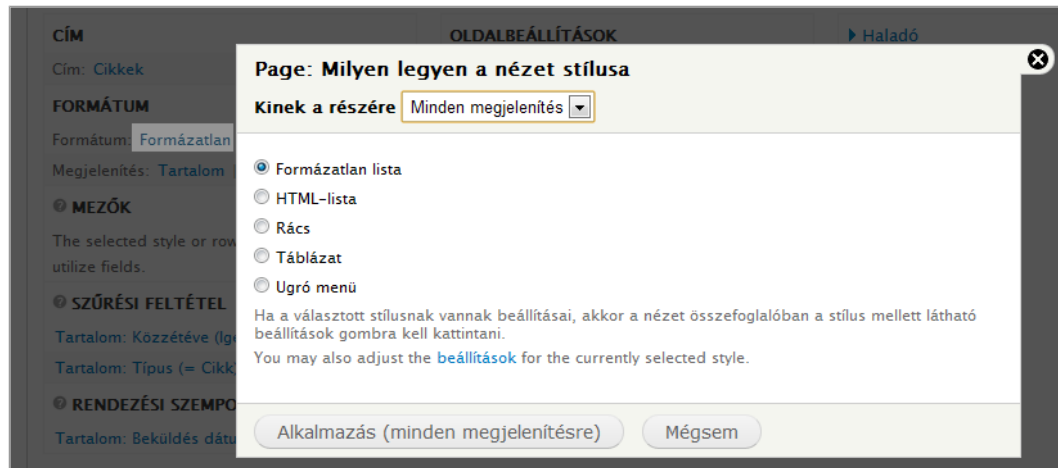 CÍM
OLDALBEÁLLÍTÁSOK
Haladó
Cím: Cikkek
FORMÁTUM
Formátum: Formázatlan
Megjelenítés: Tartalom |
MEZŐK
The selected style or row
utilize fields.
SZŰRÉSI FELTÉTEL
Tartalom: Közzétéve (Ige
Tartalom: Típus (= Cikk)
RENDEZÉSI SZEMPO
Tartalom: Beküldés dátu
Page: Milyen legyen a nézet stílusa
Kinek a részére Minden megjelenítés
Formázatlan lista
HTML-lista
Rács
Táblázat
Ugró menü
Ha a választott stílusnak vannak beállításai, akkor a nézet összefoglalóban a stílus mellett látható
beállítások gombra kell kattintani.
You may also adjust the beállítások for the currently selected style.
Alkalmazás (minden megjelenítésre) Mégsem